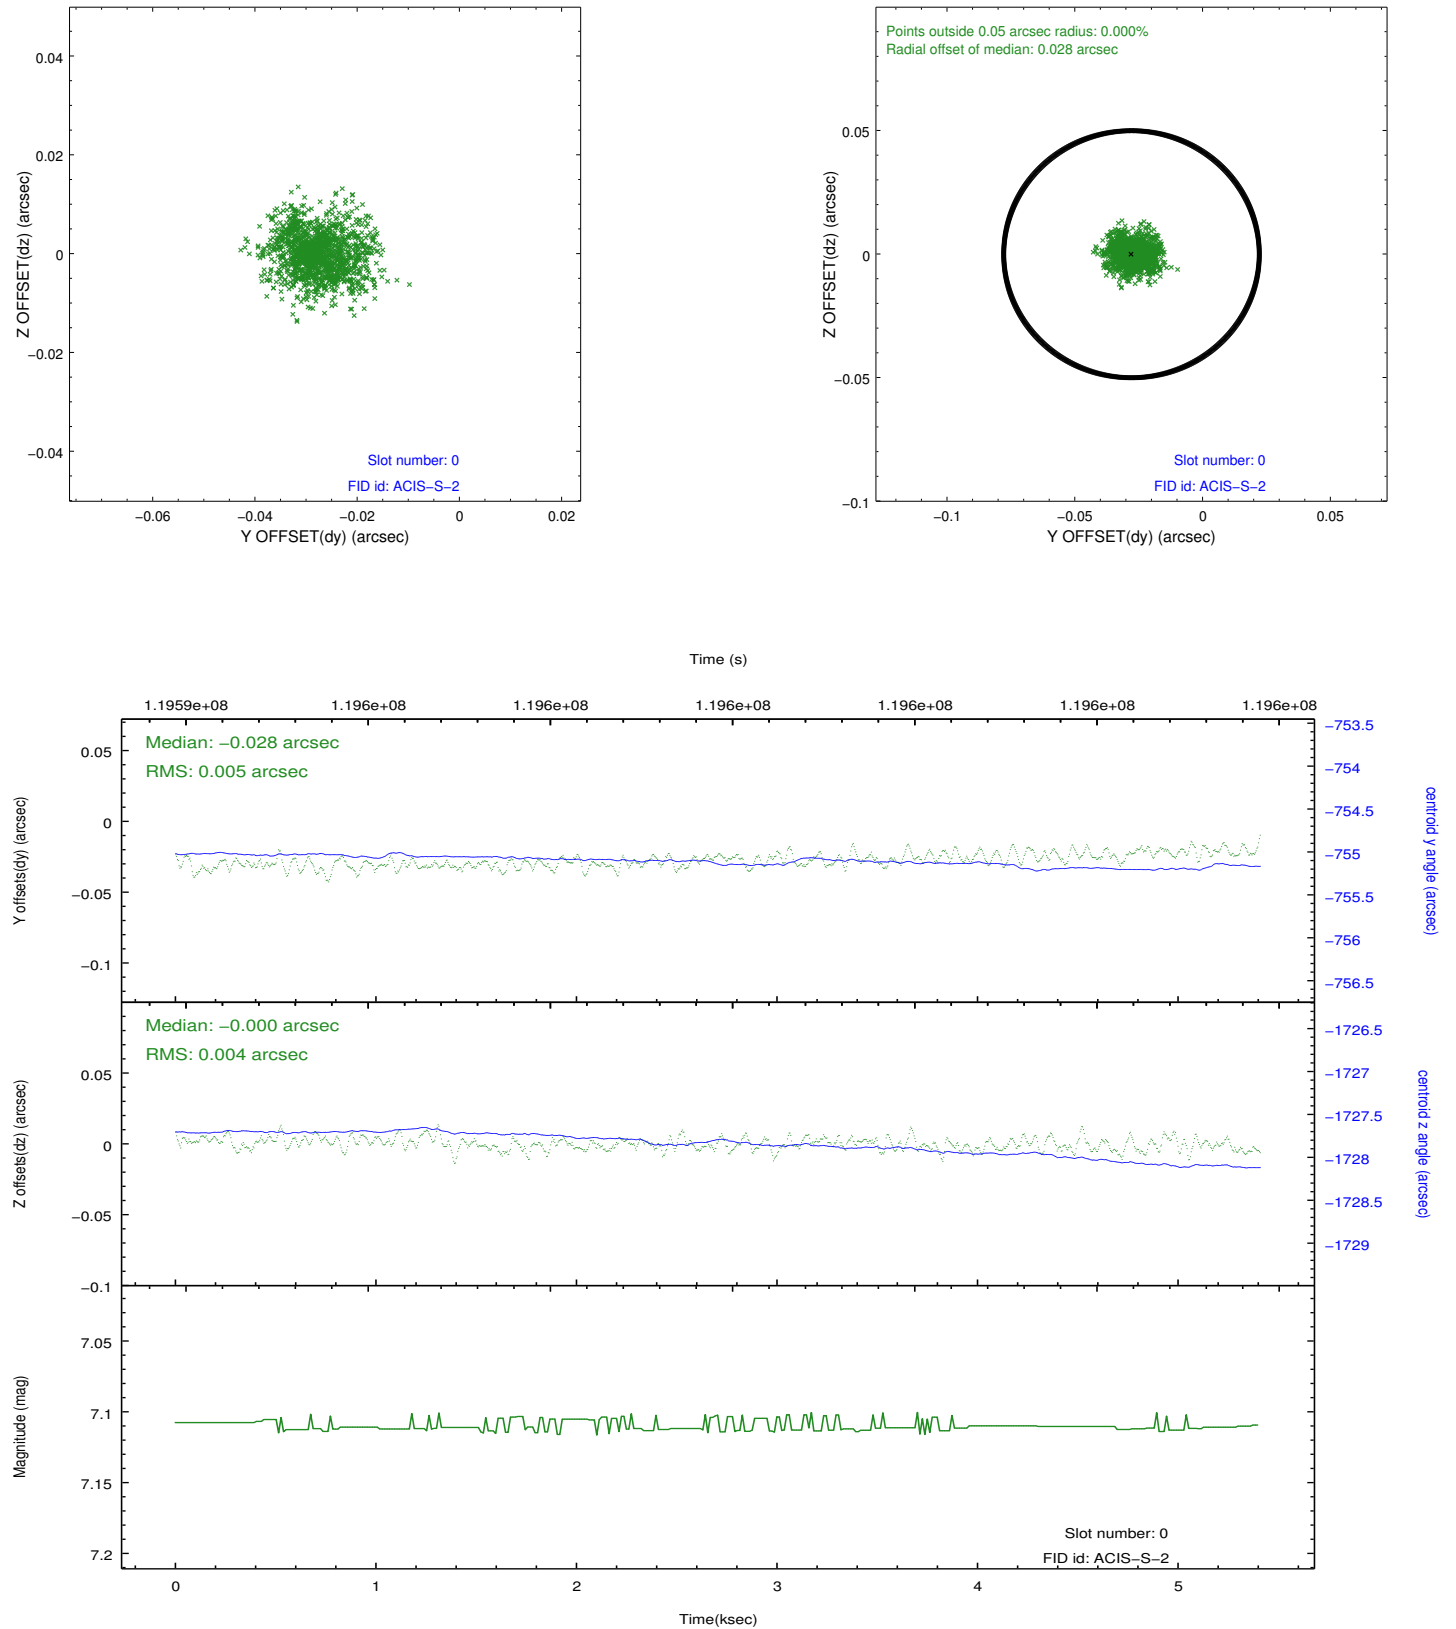 0.04
0.02
0
−0.02
−0.04
Z OFFSET(dz) (arcsec)
Slot number: 0
FID id: ACIS−S−2
−0.06
−0.04
−0.02
0
0.02
Y OFFSET(dy) (arcsec)
Points outside 0.05 arcsec radius: 0.000%
Radial offset of median: 0.028 arcsec
0.05
0
−0.05
−0.1
Z OFFSET(dz) (arcsec)
Slot number: 0
FID id: ACIS−S−2
−0.1
−0.05
0
0.05
Y OFFSET(dy) (arcsec)
Time (s)
1.1959e+08
1.196e+08
1.196e+08
1.196e+08
1.196e+08
1.196e+08
1.196e+08
Median: −0.028 arcsec
RMS: 0.005 arcsec
0.05
0
−0.05
−0.1
Y offsets(dy) (arcsec)
−753.5
−754
−754.5
−755
−755.5
−756
−756.5
centroid y angle (arcsec)
Median: −0.000 arcsec
RMS: 0.004 arcsec
0.05
0
−0.05
−0.1
Z offsets(dz) (arcsec)
−1726.5
−1727
−1727.5
−1728
−1728.5
−1729
centroid z angle (arcsec)
7.05
7.1
7.15
7.2
Magnitude (mag)
Slot number: 0
FID id: ACIS−S−2
0
1
2
3
4
5
Time(ksec)